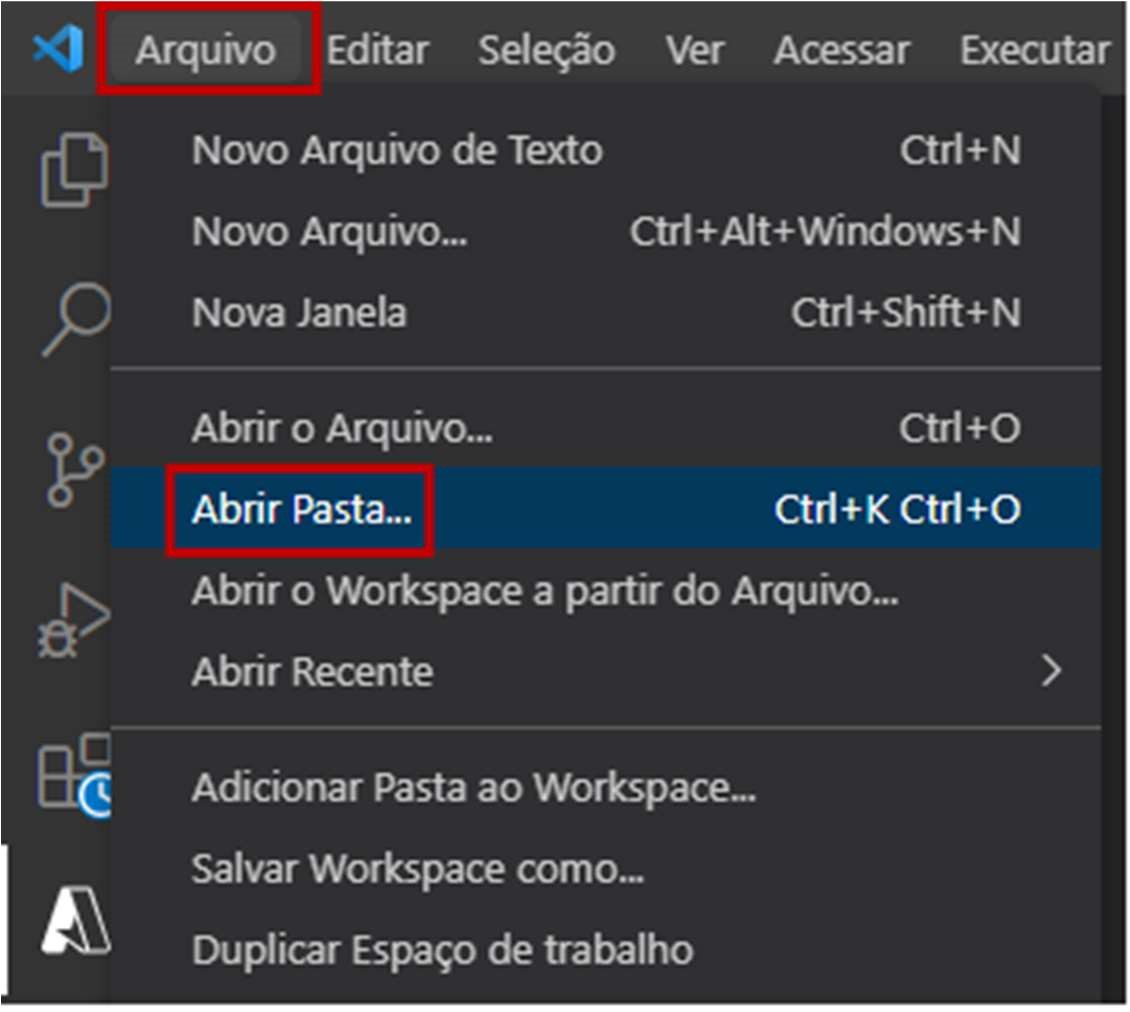 Arquivo Editar Seleção Ver Acessar Executar
Novo Arquivo de Texto Ctrl+N
Novo Arquivo... Ctrl+Alt+Windows+N
Nova Janela Ctrl+Shift+N
Abrir o Arquivo... Ctrl+O
Abrir Pasta... Ctrl+K Ctrl+O
Abrir o Workspace a partir do Arquivo...
Abrir Recente
Adicionar Pasta ao Workspace...
Salvar Workspace como...
Duplicar Espaço de trabalho